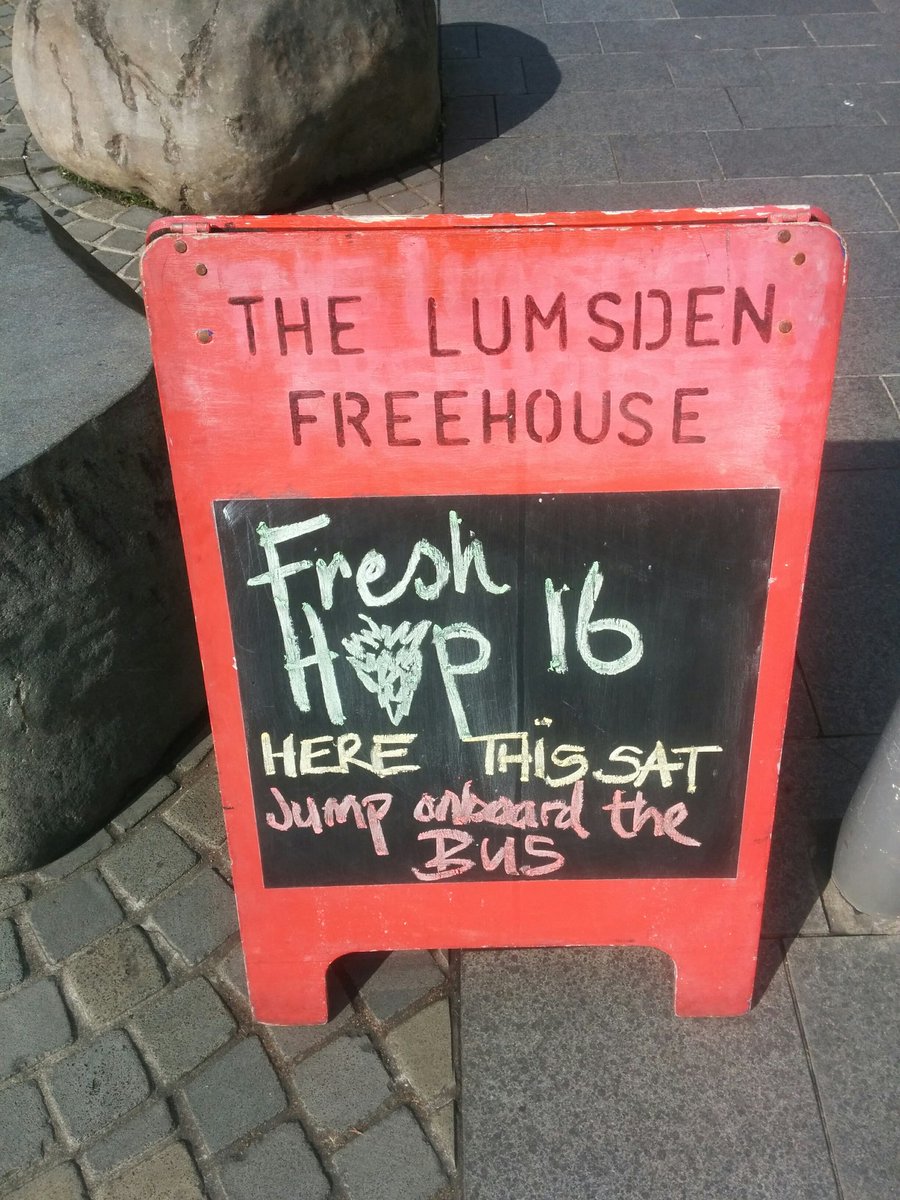 THE LUMSDEN
FREEHOUSE
Fresh
Hop 16
HERE THIS SAT
Jump onboard the
BUS